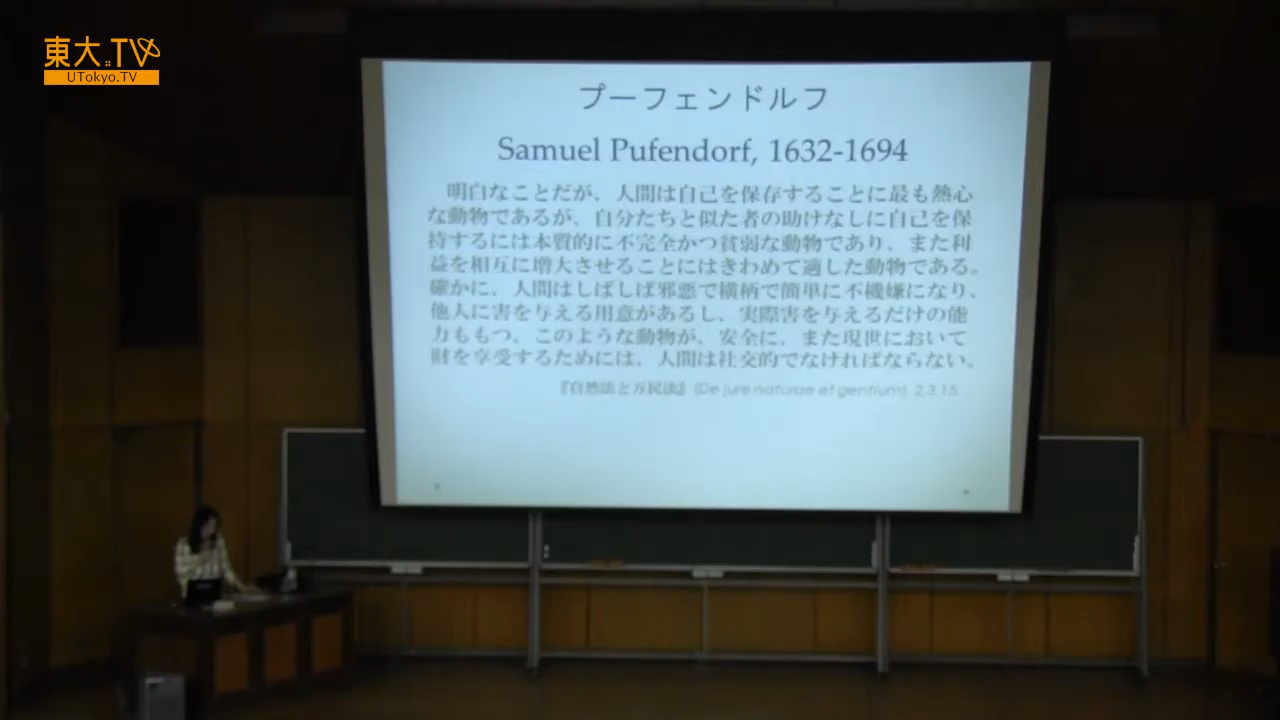 東大.TV
UTokyo.TV
プーフェンドルフ
Samuel Pufendorf, 1632-1694
明白なことだが、人間は自己を保存することに最も熱心
な動物であるが、自分たちと似た者の助けなしに自己を保
持するには本質的に不完全かつ貧弱な動物であり、また利
益を相互に増大させることにはきわめて適した動物である。
確かに、人間はしばしば邪悪で横柄で簡単に不機嫌になり、
他人に害を与える用意があるし、実際害を与えるだけの能
力ももつ。このような動物が、安全に、また現世において
財を享受するためには、人間は社交的でなければならない。
『自然法と万民法』(De jure naturae et gentium), 2.3.15